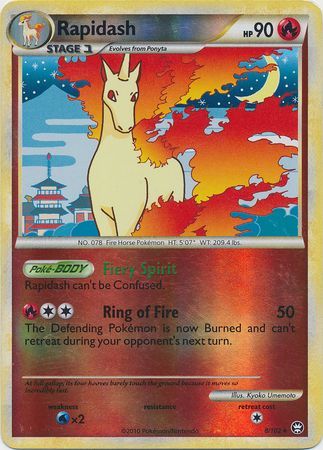 Rapidash HP 90
STAGE 1 Evolves from Ponyta
NO. 078 Fire Horse Pokémon HT: 5'07" WT: 209.4 lbs.
Poké-BODY Fiery Spirit
Rapidash can't be Confused.
Ring of Fire 50
The Defending Pokémon is now Burned and can't
retreat during your opponent's next turn.
At full gallop, its four hooves barely touch the ground because it moves so
incredibly fast.
Illus. Kyoko Umemoto
weakness resistance retreat cost
×2
©2010 Pokémon/Nintendo 8/102